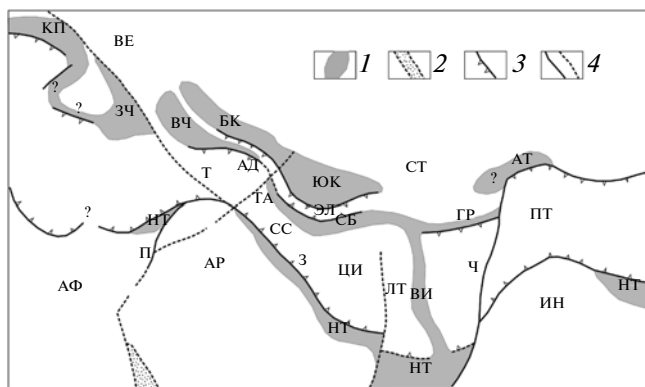 КП
ВЕ
1
2
3
4
?
?
ЗЧ
ВЧ
БК
Т
АД
ЮК
СТ
АТ
?
ТА
ЭЛ
СБ
ГР
ПТ
?
НТ
СС
П
АР
З
ЦИ
ЛТ
ВИ
Ч
АФ
ИН
НТ
НТ
НТ